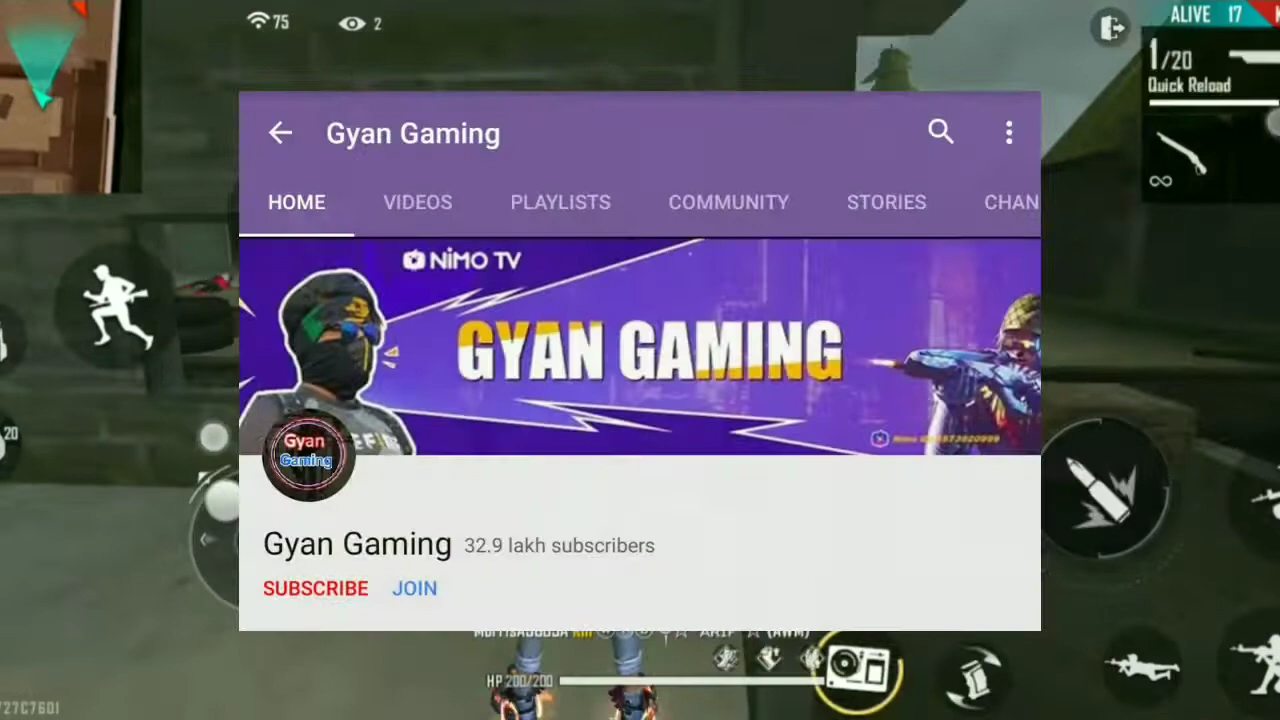 75
2
ALIVE 17
1/20
Quick Reload
Gyan Gaming
HOME VIDEOS PLAYLISTS COMMUNITY STORIES CHAN
NIMO TV
GYAN GAMING
Gyan
Gaming
20
Gyan Gaming 32.9 lakh subscribers
SUBSCRIBE JOIN
HP 200/200